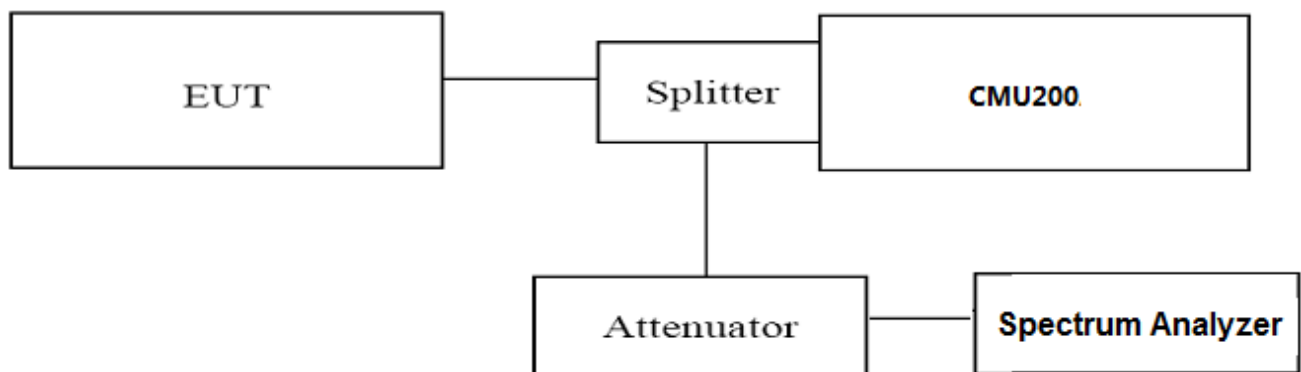 EUT
Splitter
CMU200
Attenuator
Spectrum Analyzer